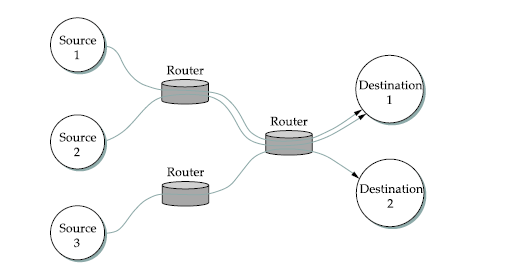 Source
1
Router
Destination
1
Source
2
Router
Router
Destination
2
Source
3